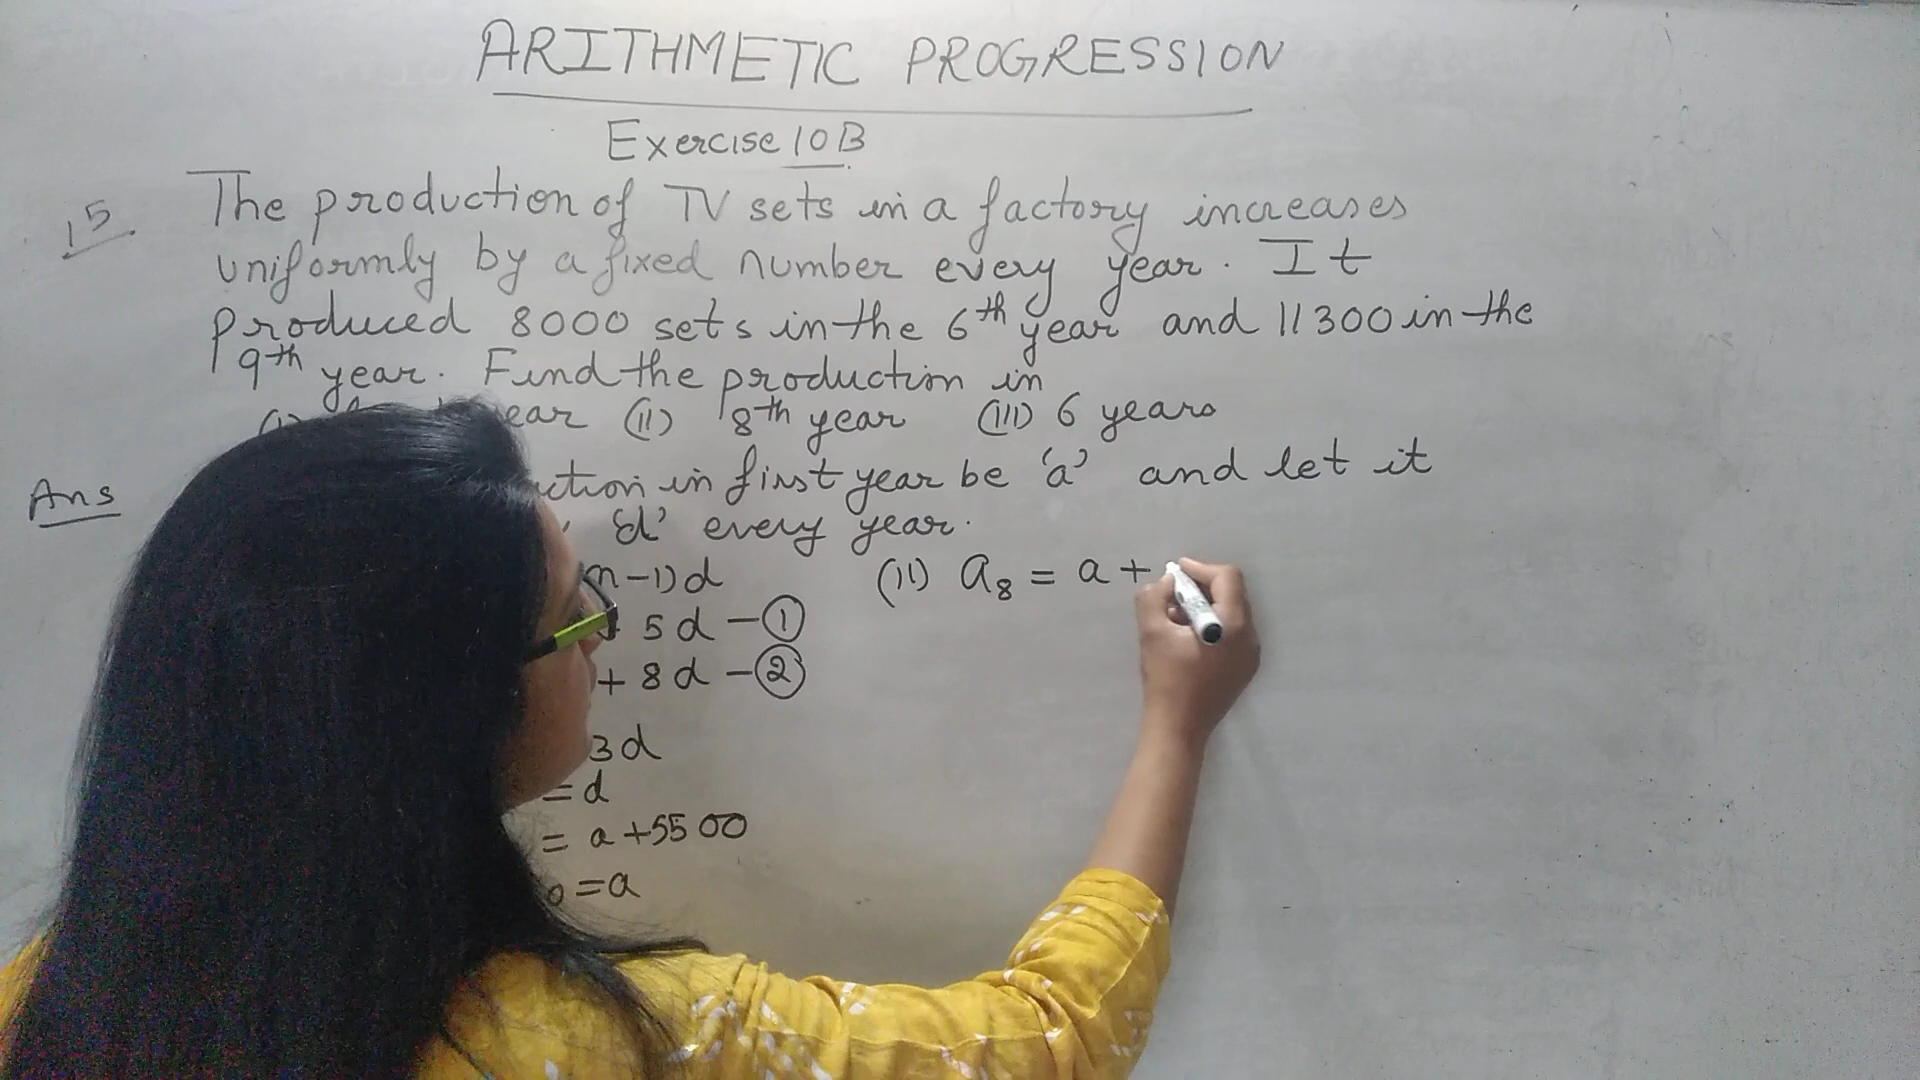 ARITHMETIC PROGRESSION
Exercise 10B
15. The production of TV sets in a factory increases
uniformly by a fixed number every year. It
produced 8000 sets in the 6th year and 11300 in the
9th year. Find the production in
ear (ii) 8th year (iii) 6 years
Ans ction in first year be 'a' and let it
'd' every year.
n-1)d
5d - ①
+ 8d - ②
3d
= d
= a + 5500
0 = a
(ii) a₈ = a +